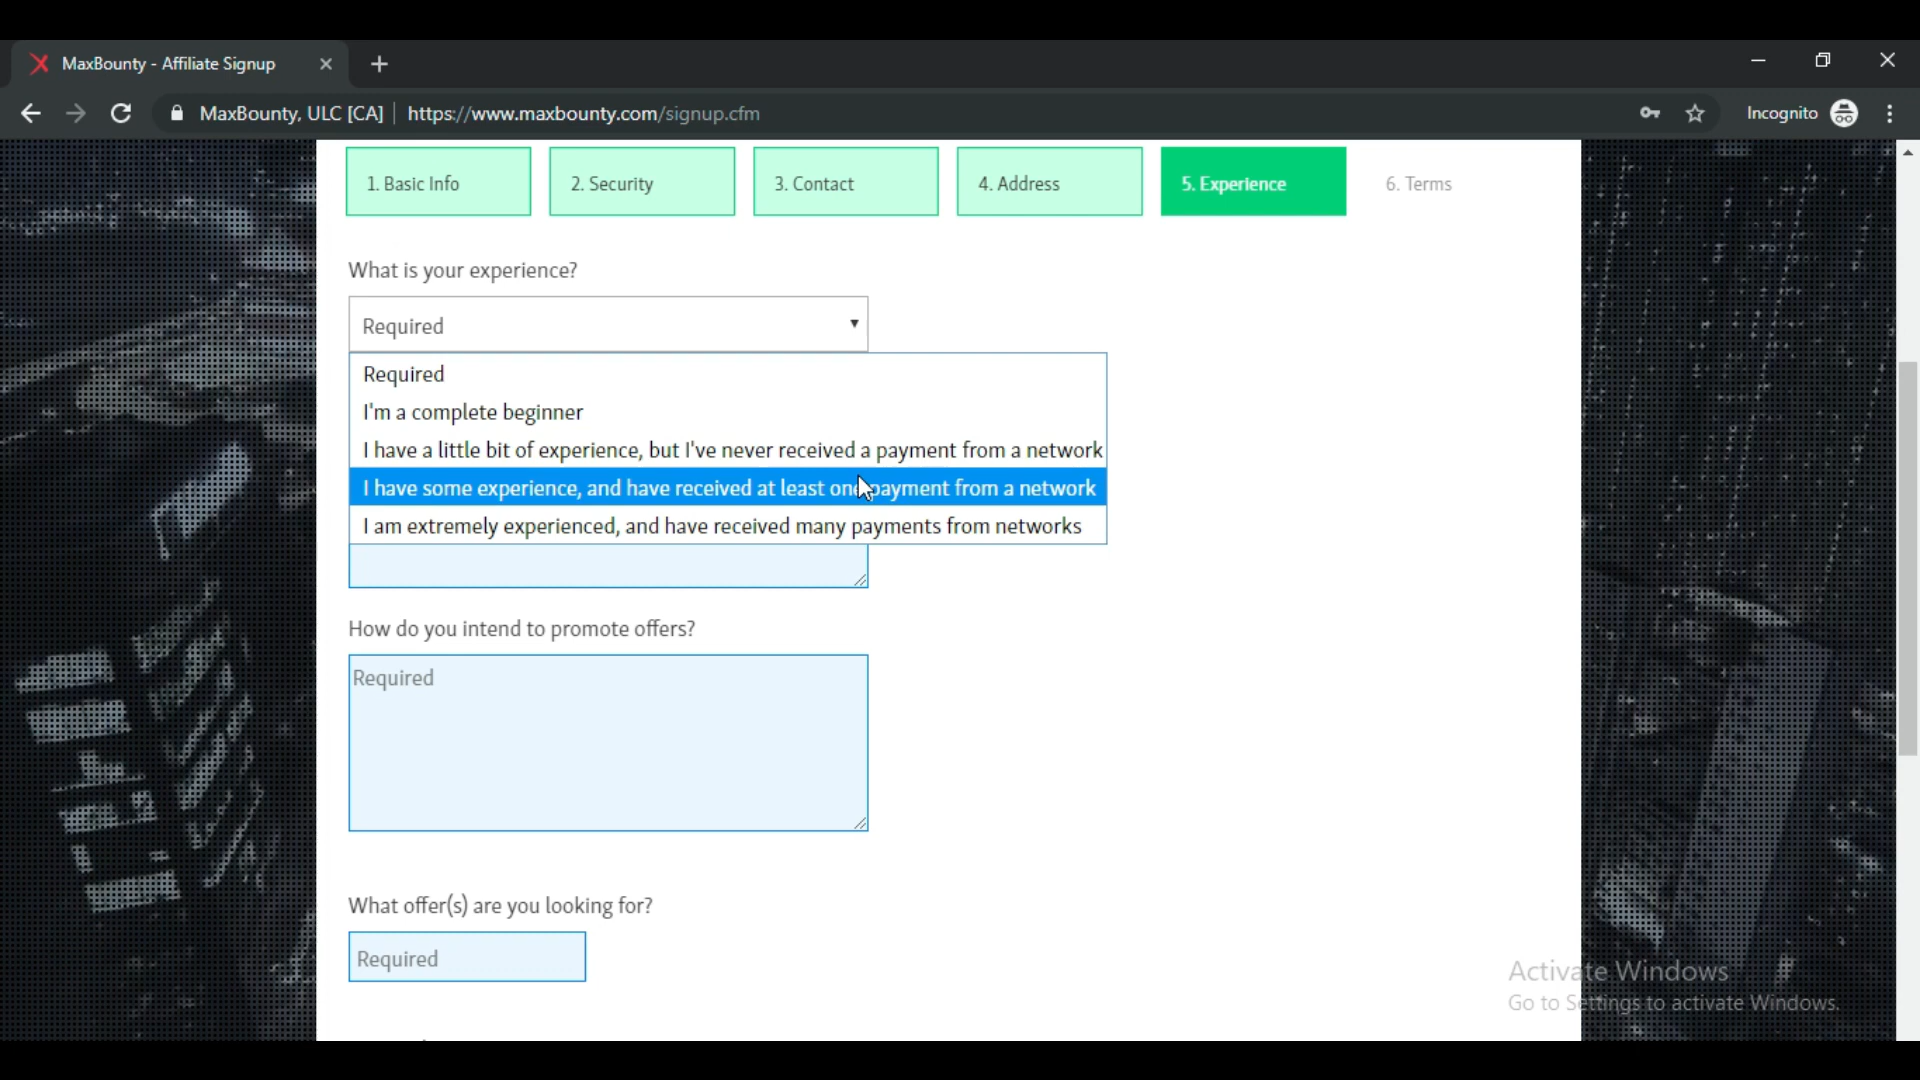 MaxBounty - Affiliate Signup
MaxBounty, ULC [CA] https://www.maxbounty.com/signup.cfm
Incognito
1. Basic Info
2. Security
3. Contact
4. Address
5. Experience
6. Terms
What is your experience?
Required
Required
I'm a complete beginner
I have a little bit of experience, but I've never received a payment from a network
I have some experience, and have received at least one payment from a network
I am extremely experienced, and have received many payments from networks
How do you intend to promote offers?
Required
What offer(s) are you looking for?
Required
Activate Windows
Go to Settings to activate Windows.